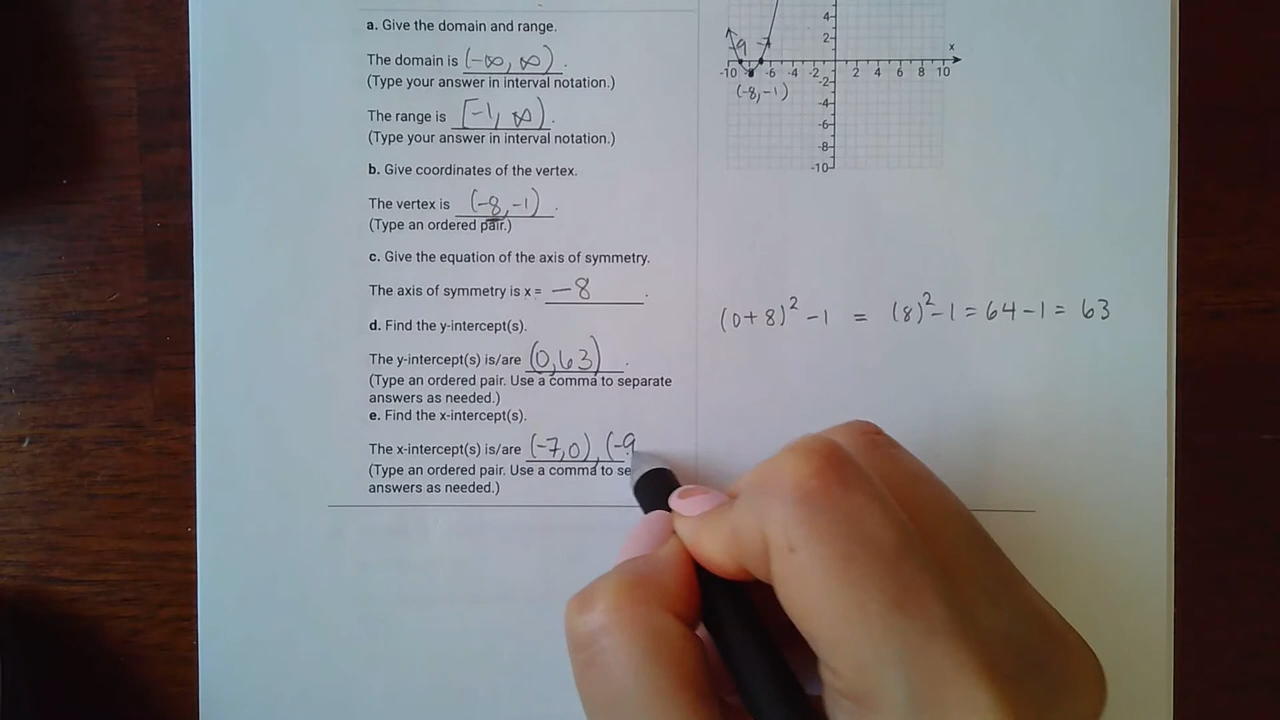 a. Give the domain and range.
The domain is (-∞, ∞).
(Type your answer in interval notation.)
The range is [-1, ∞).
(Type your answer in interval notation.)
b. Give coordinates of the vertex.
The vertex is (-8, -1).
(Type an ordered pair.)
c. Give the equation of the axis of symmetry.
The axis of symmetry is x = -8.
d. Find the y-intercept(s).
The y-intercept(s) is/are (0,63).
(Type an ordered pair. Use a comma to separate
answers as needed.)
e. Find the x-intercept(s).
The x-intercept(s) is/are (-7,0), (-9
(Type an ordered pair. Use a comma to se
answers as needed.)
4
2
-9 -7
x
-10 -6 -4 -2 2 4 6 8 10
-2
(-8,-1)
-4
-6
-8
-10
(0+8)² -1 = (8)² -1 = 64 -1 = 63